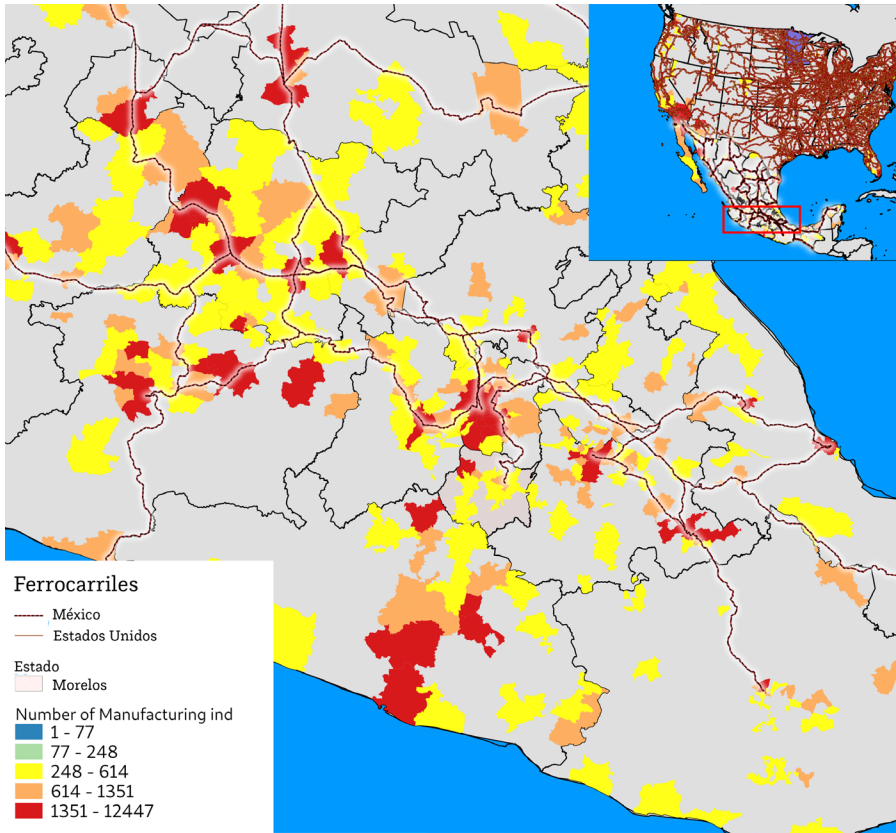 Ferrocarriles
México
Estados Unidos
Estado
Morelos
Number of Manufacturing ind
1 - 77
77 - 248
248 - 614
614 - 1351
1351 - 12447